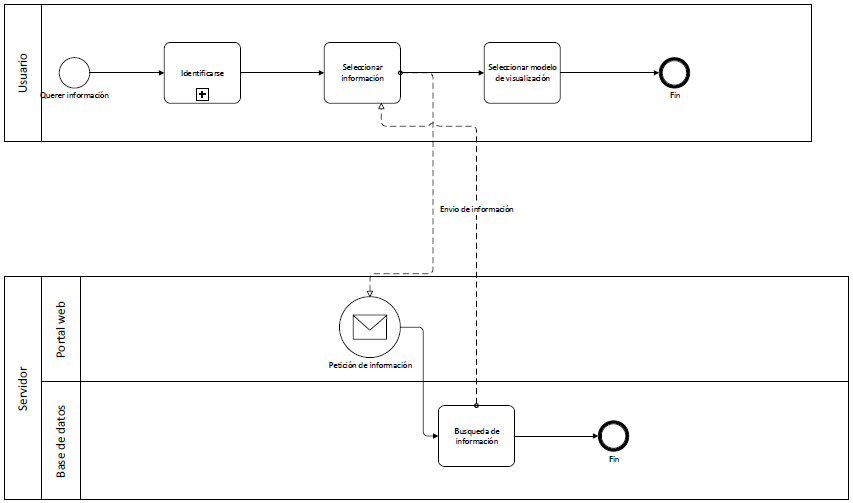 Usuario
Querer información
Identificarse
Seleccionar
información
Seleccionar modelo
de visualización
Fin
Envio de información
Servidor
Portal web
Petición de información
Base de datos
Busqueda de
información
Fin